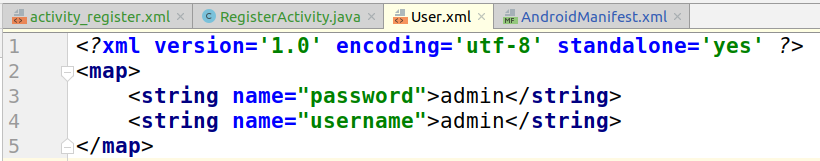 activity_register.xml × RegisterActivity.java × User.xml × AndroidManifest.xml ×
1 <?xml version='1.0' encoding='utf-8' standalone='yes' ?>
2 <map>
3     <string name="password">admin</string>
4     <string name="username">admin</string>
5 </map>